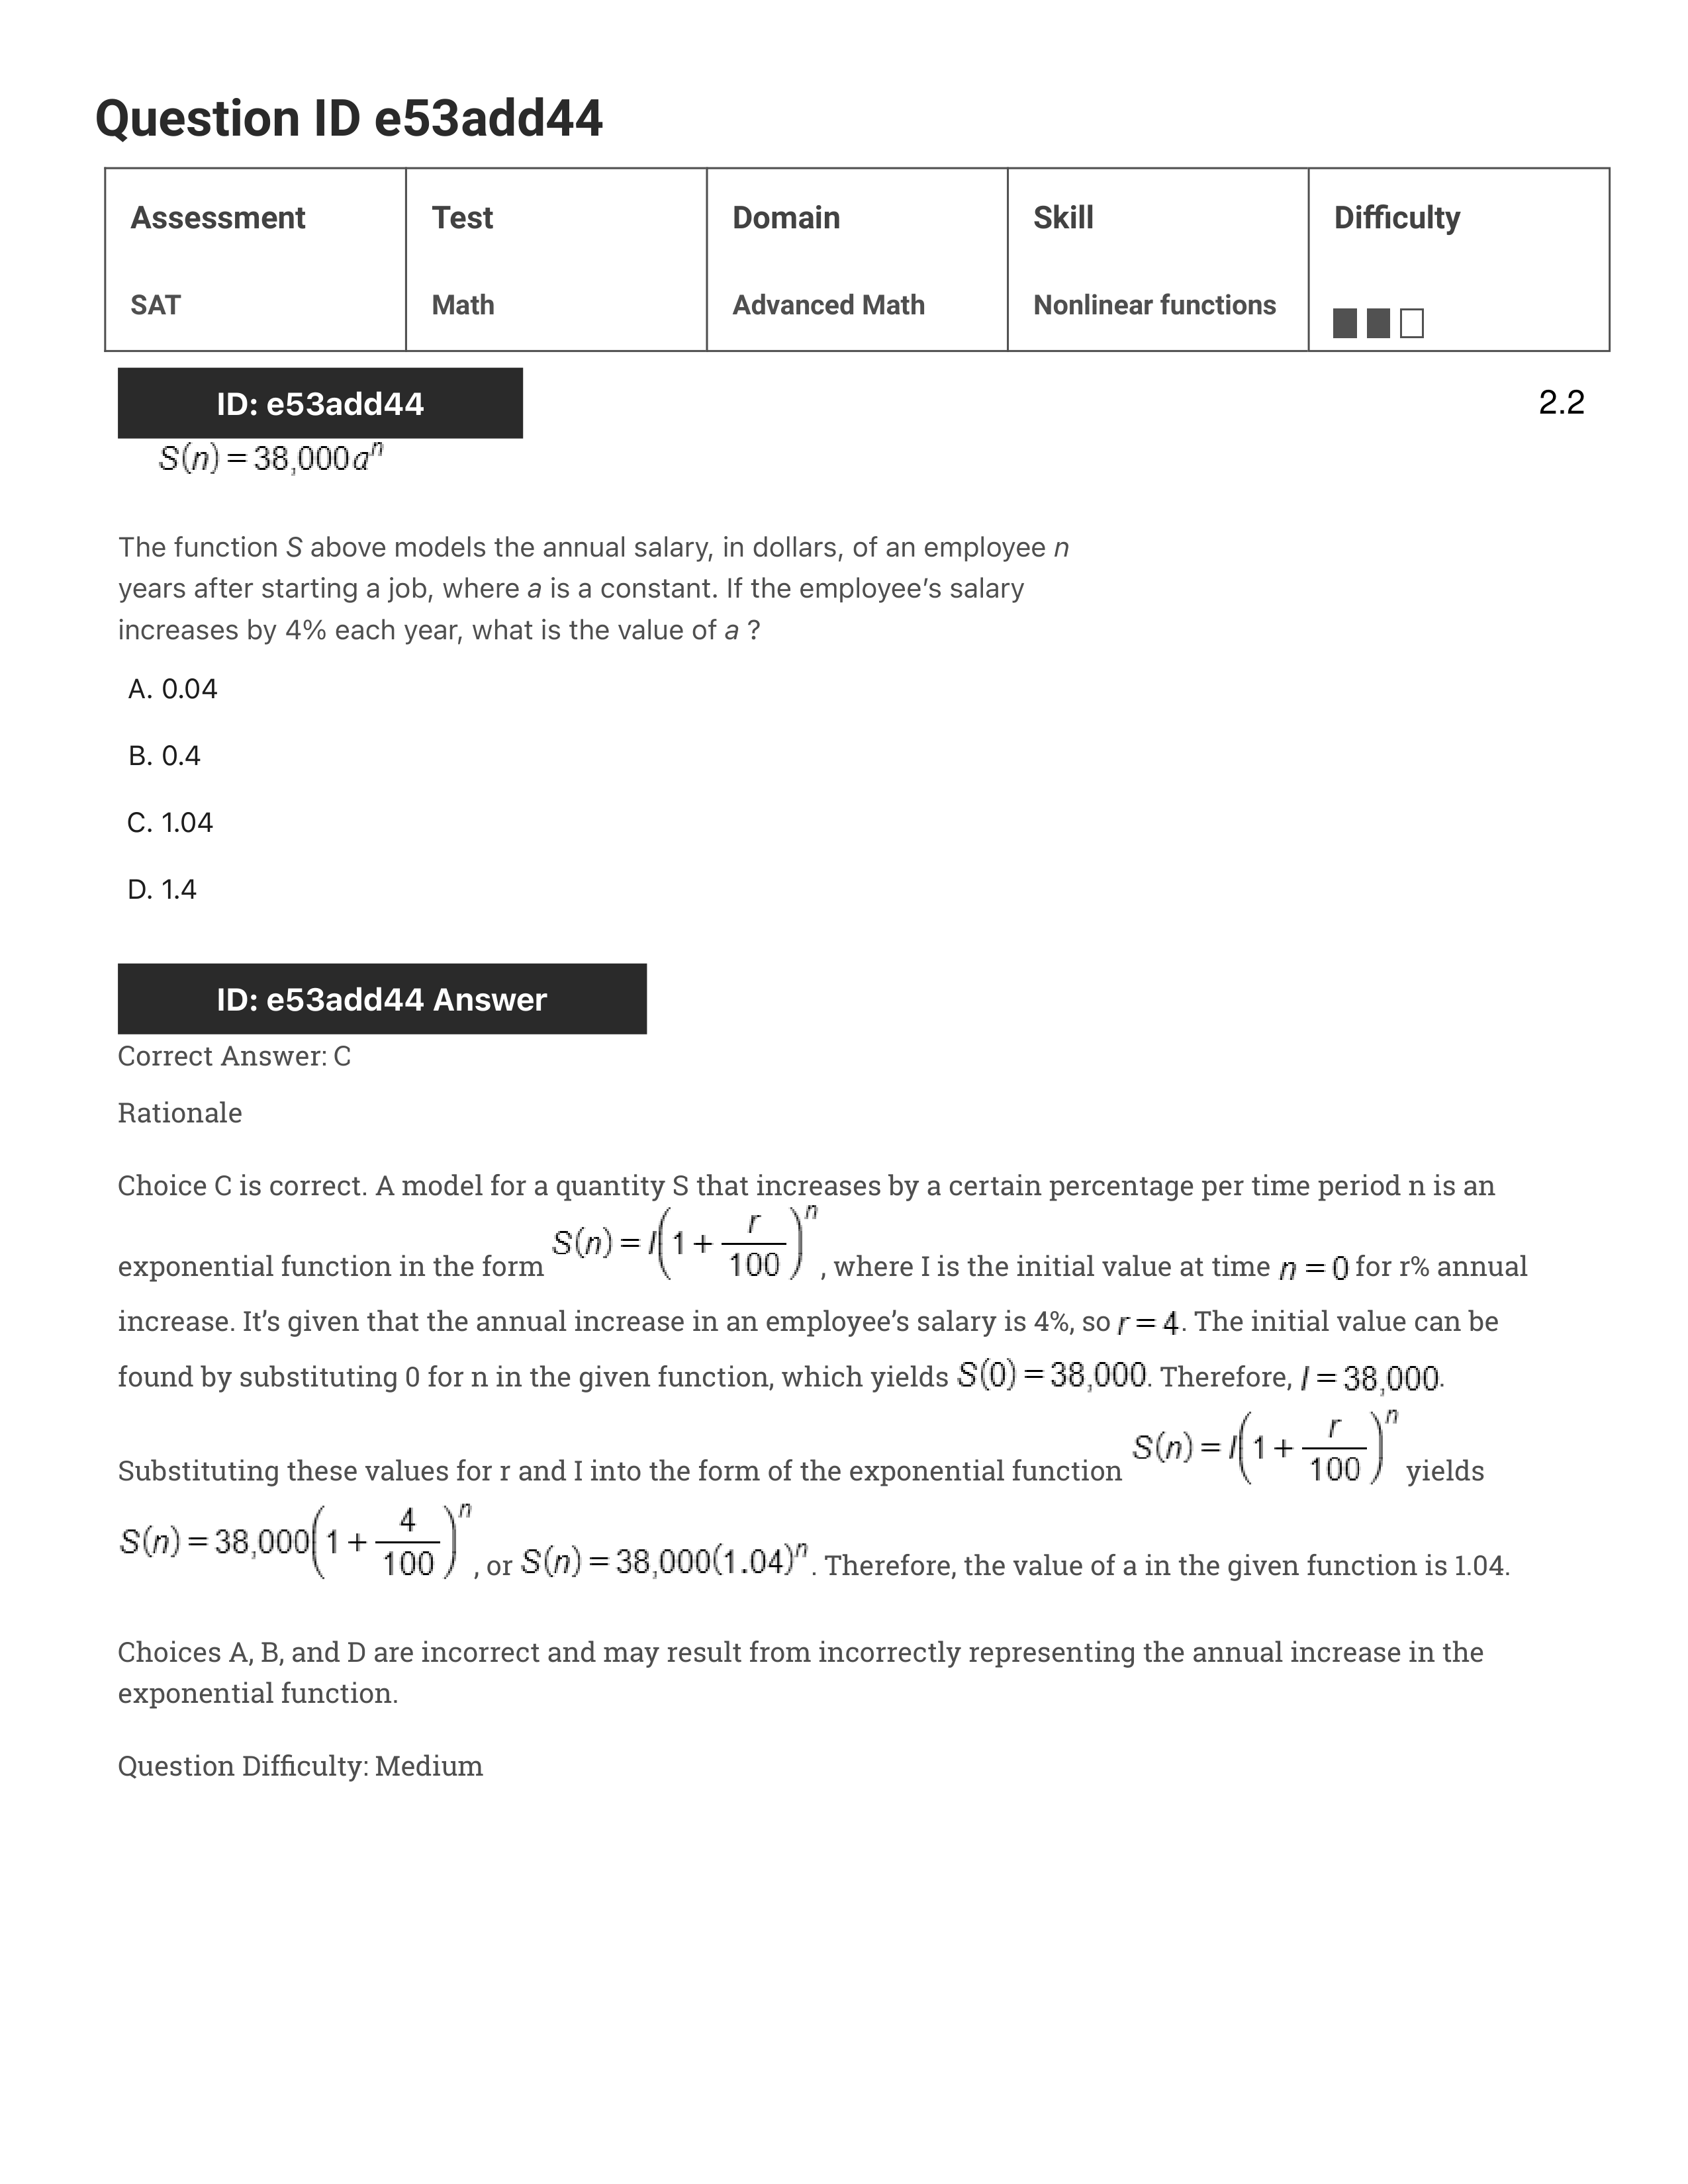 Question ID e53add44
Assessment Test Domain Skill Difficulty
SAT Math Advanced Math Nonlinear functions
ID: e53add44 2.2
S(n) = 38,000aⁿ
The function S above models the annual salary, in dollars, of an employee n
years after starting a job, where a is a constant. If the employee’s salary
increases by 4% each year, what is the value of a ?
A. 0.04
B. 0.4
C. 1.04
D. 1.4
ID: e53add44 Answer
Correct Answer: C
Rationale
Choice C is correct. A model for a quantity S that increases by a certain percentage per time period n is an
exponential function in the form S(n) = I(1 + r/100)ⁿ, where I is the initial value at time n = 0 for r% annual
increase. It’s given that the annual increase in an employee’s salary is 4%, so r = 4. The initial value can be
found by substituting 0 for n in the given function, which yields S(0) = 38,000. Therefore, I = 38,000.
Substituting these values for r and I into the form of the exponential function S(n) = I(1 + r/100)ⁿ yields
S(n) = 38,000(1 + 4/100)ⁿ, or S(n) = 38,000(1.04)ⁿ. Therefore, the value of a in the given function is 1.04.
Choices A, B, and D are incorrect and may result from incorrectly representing the annual increase in the
exponential function.
Question Difficulty: Medium